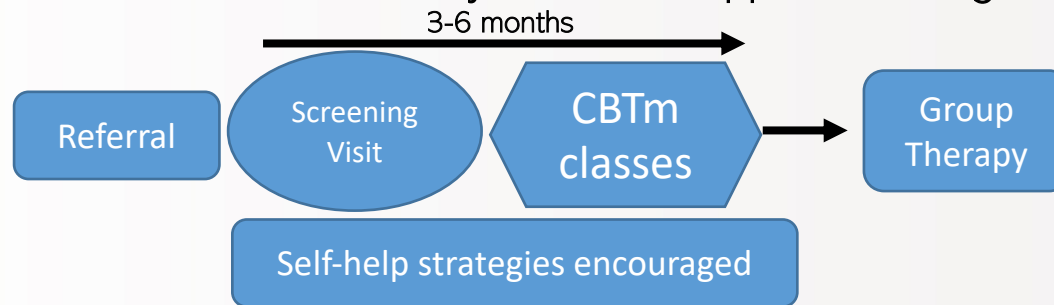 3-6 months
Referral
Screening
Visit
CBTm
classes
Group
Therapy
Self-help strategies encouraged